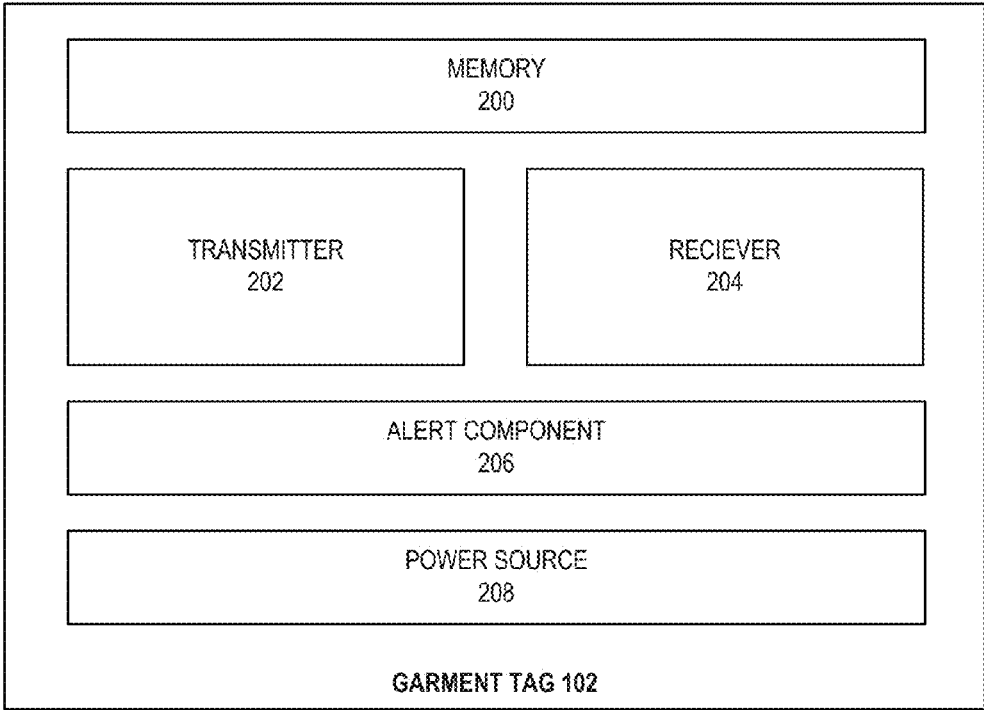 MEMORY
200
TRANSMITTER
202
RECIEVER
204
ALERT COMPONENT
206
POWER SOURCE
208
GARMENT TAG 102